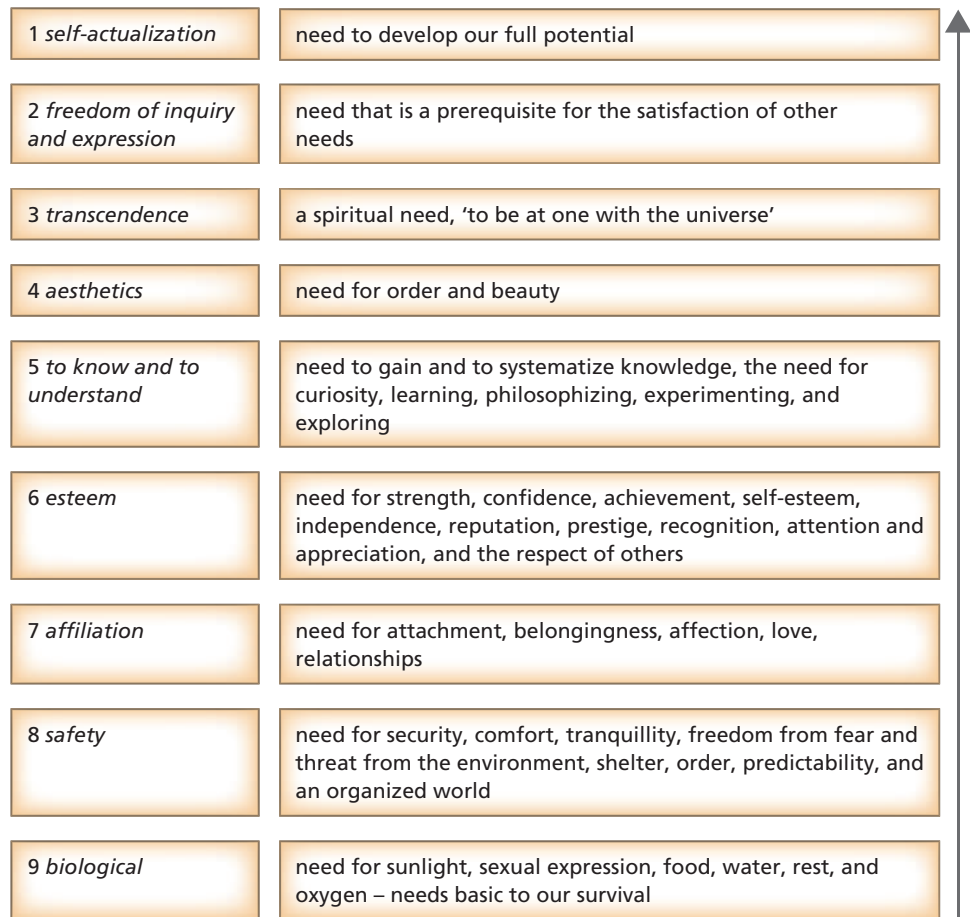 1 self-actualization
need to develop our full potential
2 freedom of inquiry
and expression
need that is a prerequisite for the satisfaction of other
needs
3 transcendence
a spiritual need, ‘to be at one with the universe’
4 aesthetics
need for order and beauty
5 to know and to
understand
need to gain and to systematize knowledge, the need for
curiosity, learning, philosophizing, experimenting, and
exploring
6 esteem
need for strength, confidence, achievement, self-esteem,
independence, reputation, prestige, recognition, attention and
appreciation, and the respect of others
7 affiliation
need for attachment, belongingness, affection, love,
relationships
8 safety
need for security, comfort, tranquillity, freedom from fear and
threat from the environment, shelter, order, predictability, and
an organized world
9 biological
need for sunlight, sexual expression, food, water, rest, and
oxygen – needs basic to our survival